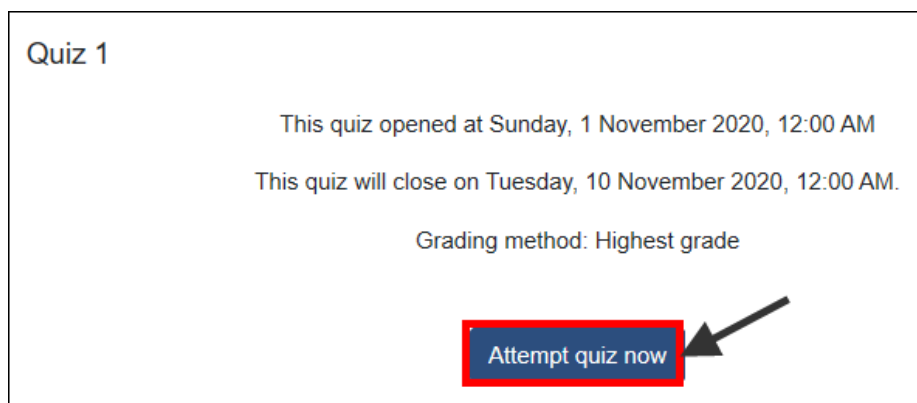 Quiz 1
This quiz opened at Sunday, 1 November 2020, 12:00 AM
This quiz will close on Tuesday, 10 November 2020, 12:00 AM.
Grading method: Highest grade
Attempt quiz now